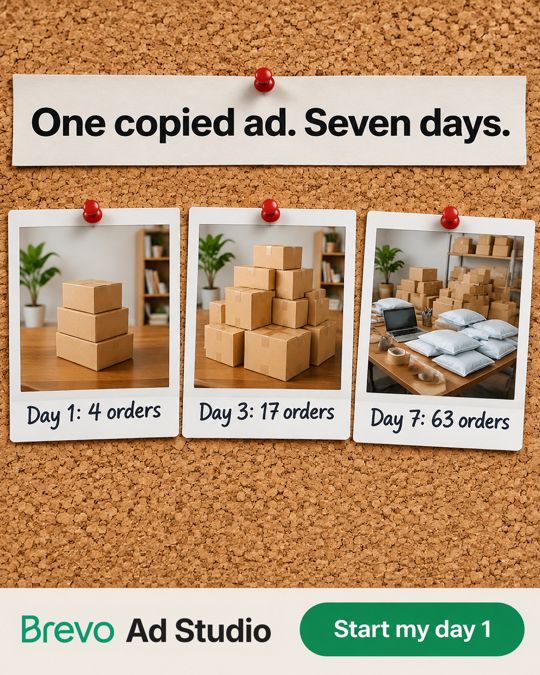 One copied ad. Seven days.
Day 1: 4 orders
Day 3: 17 orders
Day 7: 63 orders
Brevo Ad Studio
Start my day 1